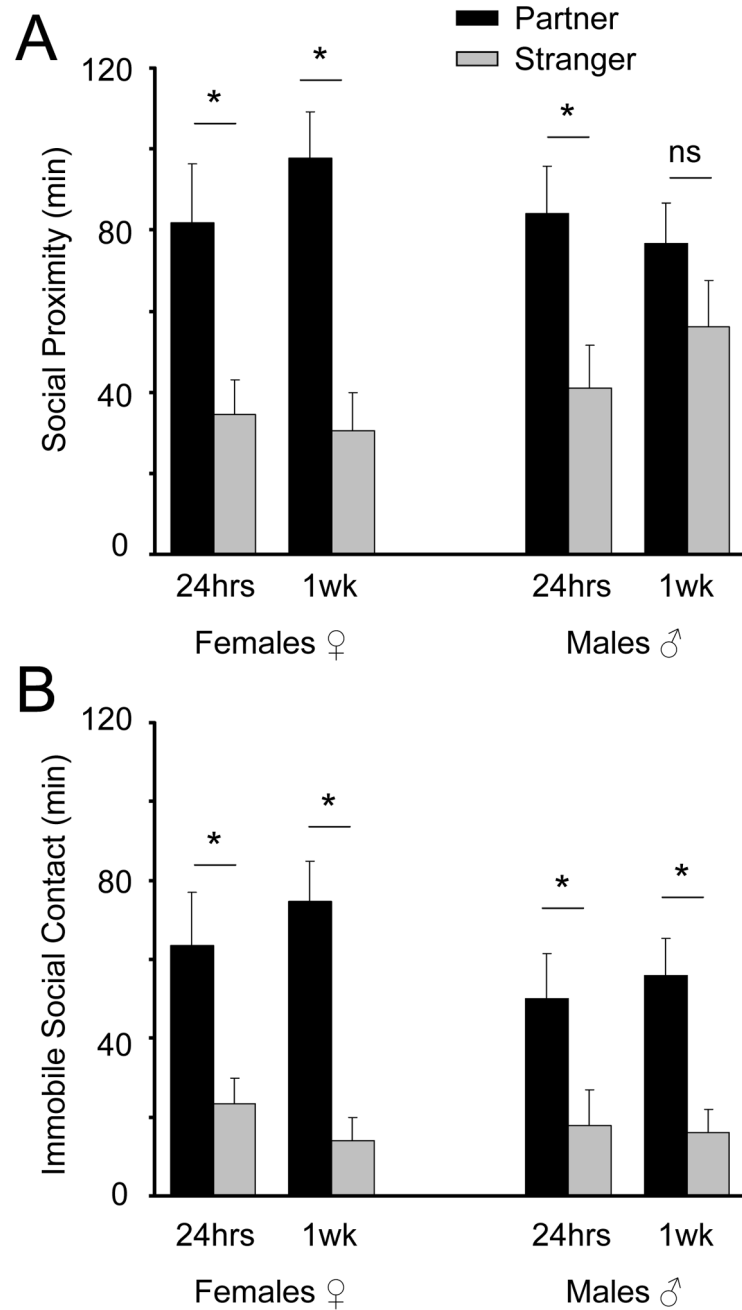 A
Partner
Stranger
120
80
40
0
Social Proximity (min)
*
*
*
ns
24hrs 1wk 24hrs 1wk
Females ♀ Males ♂
B
120
80
40
0
Immobile Social Contact (min)
*
*
*
*
24hrs 1wk 24hrs 1wk
Females ♀ Males ♂